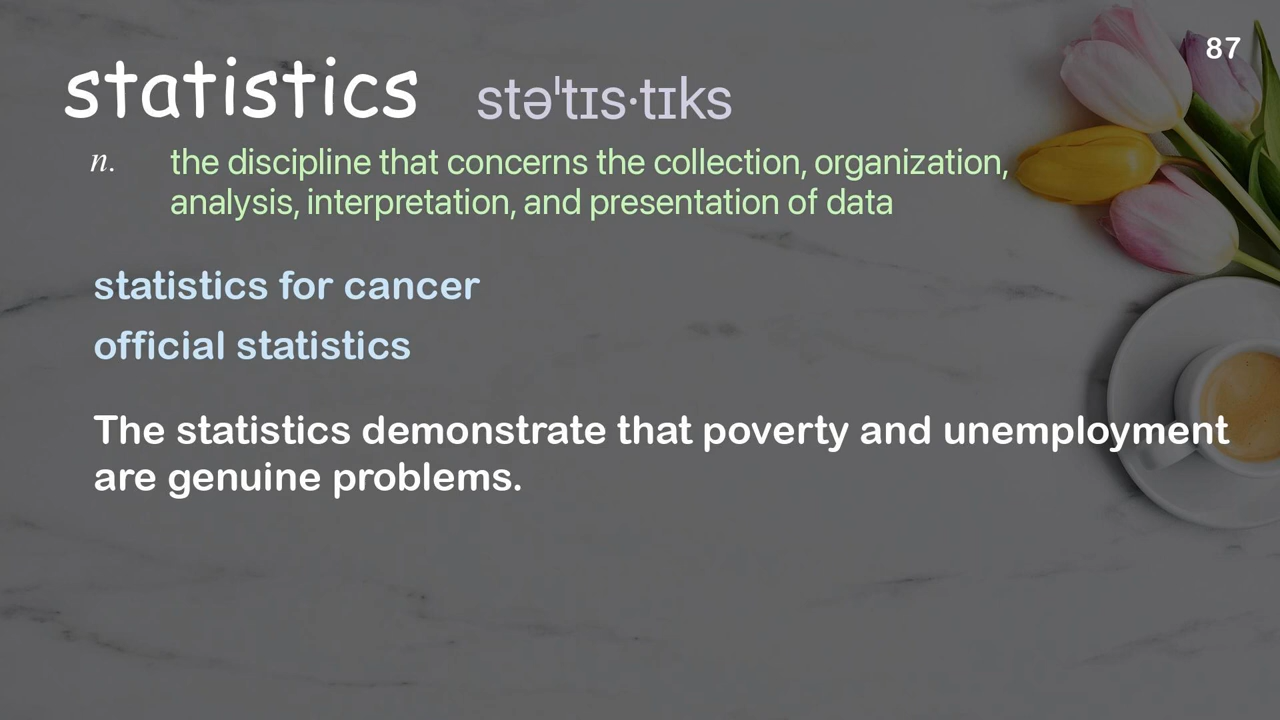 87
statistics stəˈtɪs·tɪks
n. the discipline that concerns the collection, organization,
analysis, interpretation, and presentation of data
statistics for cancer
official statistics
The statistics demonstrate that poverty and unemployment
are genuine problems.